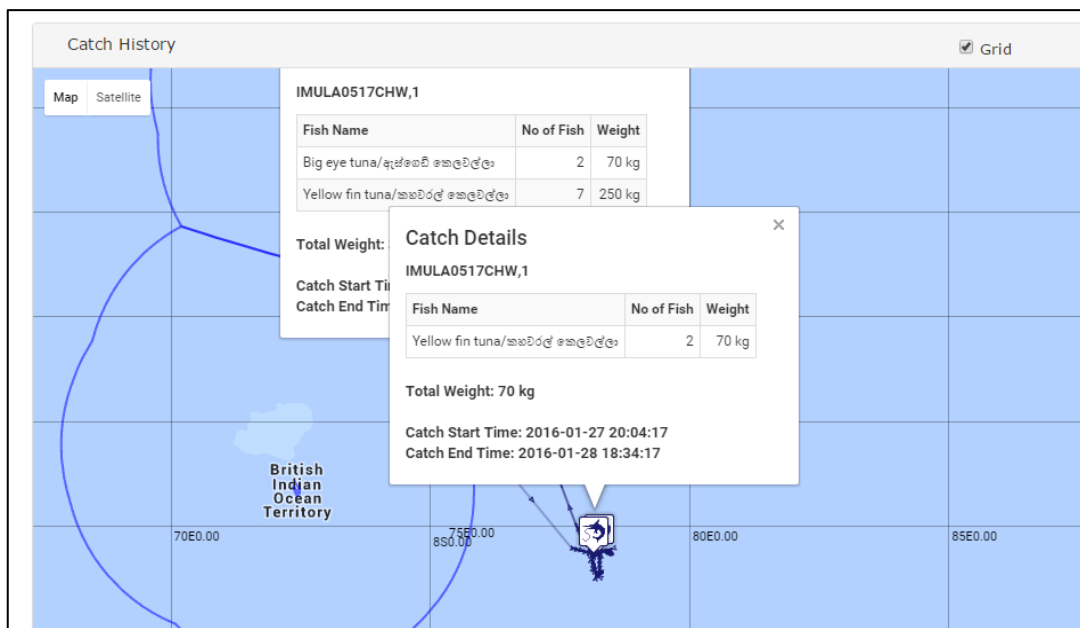 Catch History
Grid
Map Satellite
IMULA0517CHW,1
Fish Name No of Fish Weight
Big eye tuna/ඇස්ගෙඩි කෙලවල්ලා 2 70 kg
Yellow fin tuna/කහවරල් කෙලවල්ලා 7 250 kg
Total Weight:
Catch Start
Catch End
Catch Details
IMULA0517CHW,1
Fish Name No of Fish Weight
Yellow fin tuna/කහවරල් කෙලවල්ලා 2 70 kg
Total Weight: 70 kg
Catch Start Time: 2016-01-27 20:04:17
Catch End Time: 2016-01-28 18:34:17
British
Indian
Ocean
Territory
70E0.00 75E0.00 80E0.00 85E0.00
8S0.00